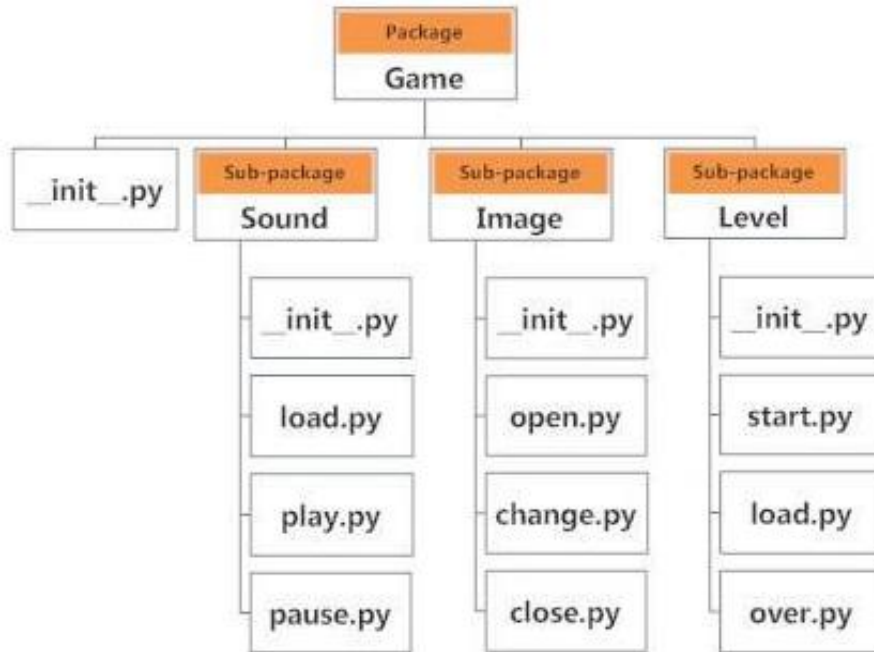 Package
Game
__init__.py
Sub-package
Sound
Sub-package
Image
Sub-package
Level
__init__.py
load.py
play.py
pause.py
__init__.py
open.py
change.py
close.py
__init__.py
start.py
load.py
over.py